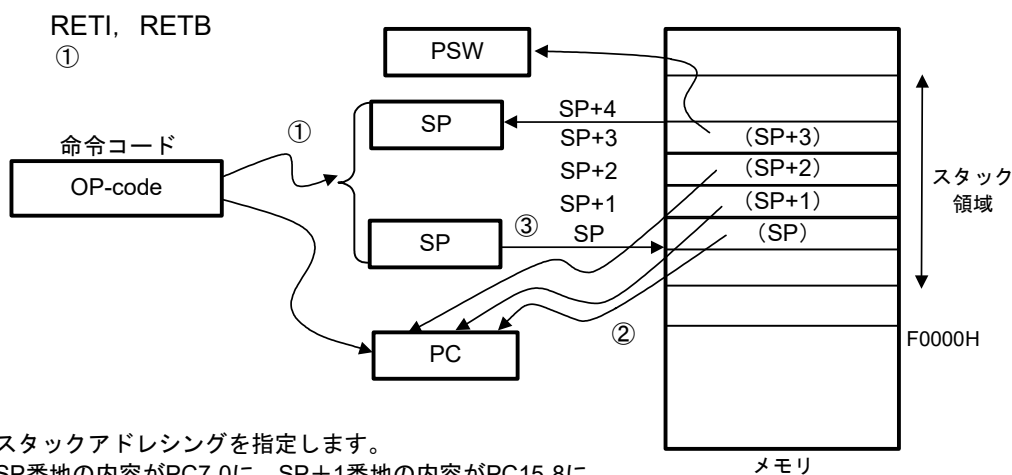 RETI, RETB
①
PSW
SP+4
SP
①
SP+3
(SP+3)
命令コード
SP+2
(SP+2)
OP-code
スタック
領域
SP+1
(SP+1)
③
SP
SP
(SP)
②
F0000H
PC
スタックアドレシングを指定します。
SP番地の内容がPC7-0に，SP＋1番地の内容がPC15-8に
メモリ